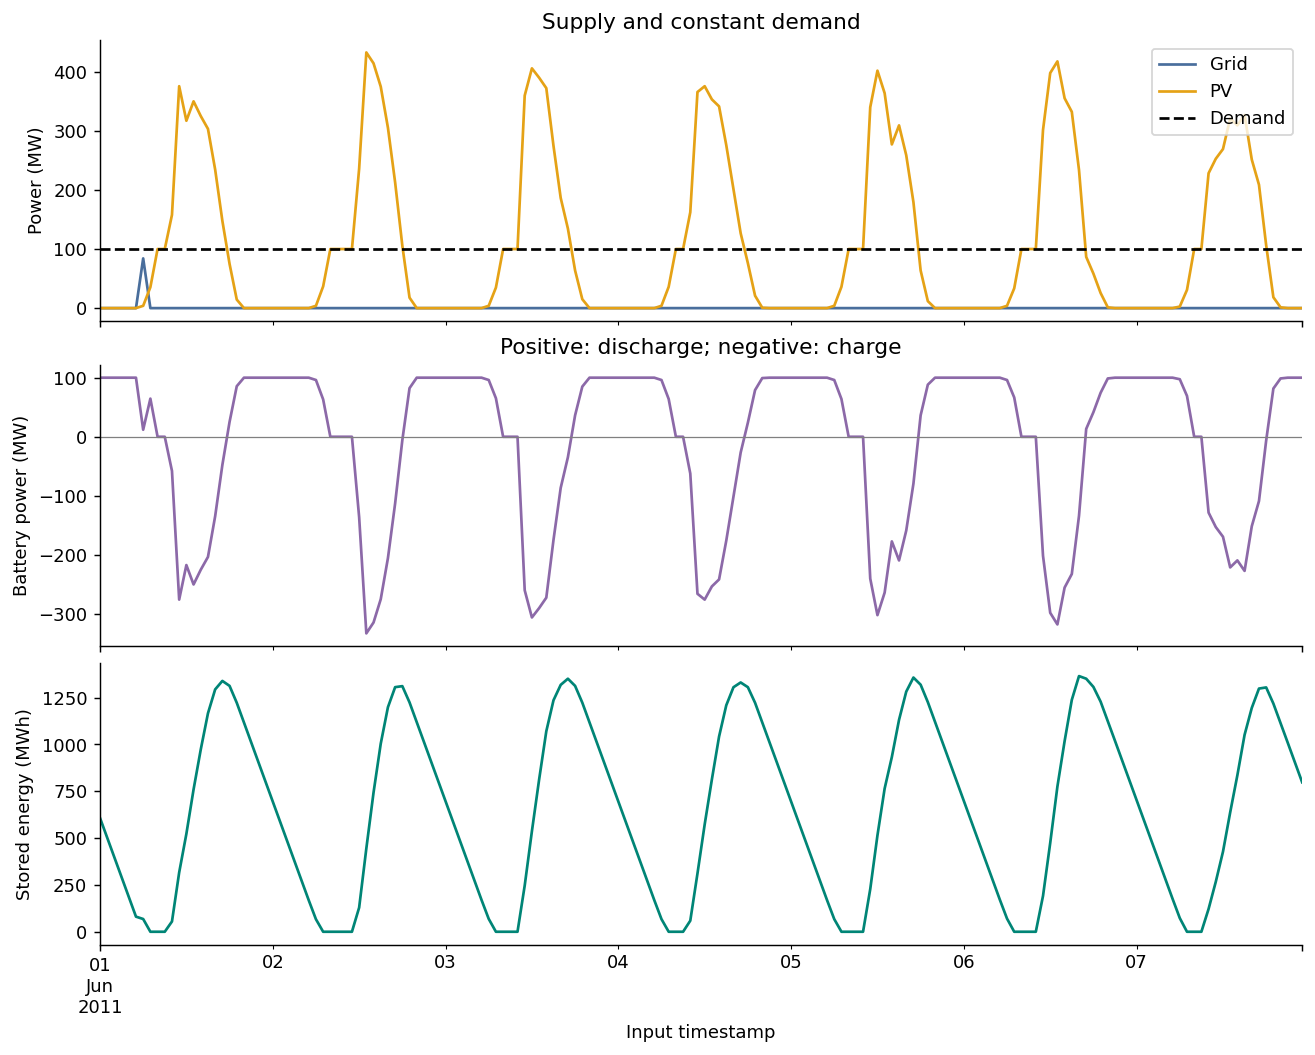 Supply and constant demand
Power (MW)
400
300
200
100
0
Grid
PV
Demand
Positive: discharge; negative: charge
Battery power (MW)
100
0
−100
−200
−300
Stored energy (MWh)
1250
1000
750
500
250
0
01
Jun
2011
02
03
04
05
06
07
Input timestamp